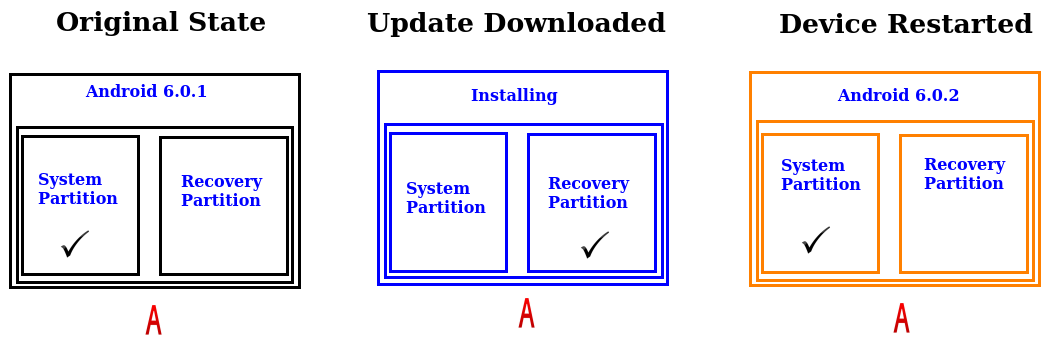 Original State
Update Downloaded
Device Restarted
Android 6.0.1
System
Partition
Recovery
Partition
A
Installing
System
Partition
Recovery
Partition
A
Android 6.0.2
System
Partition
Recovery
Partition
A